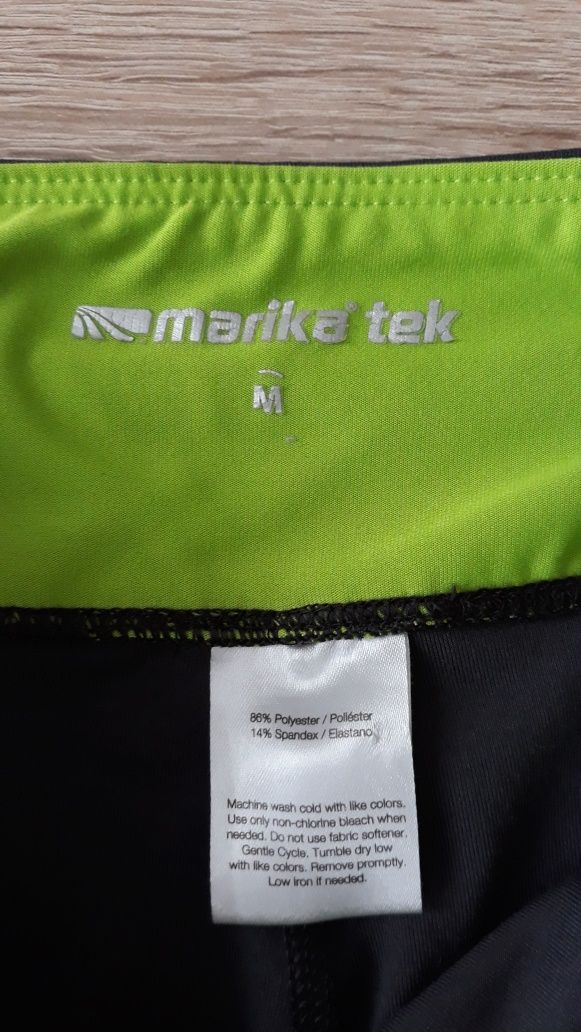 marika® tek
M
86% Polyester / Poliéster
14% Spandex / Elastano
Machine wash cold with like colors.
Use only non-chlorine bleach when
needed. Do not use fabric softener.
Gentle Cycle. Tumble dry low
with like colors. Remove promptly.
Low iron if needed.